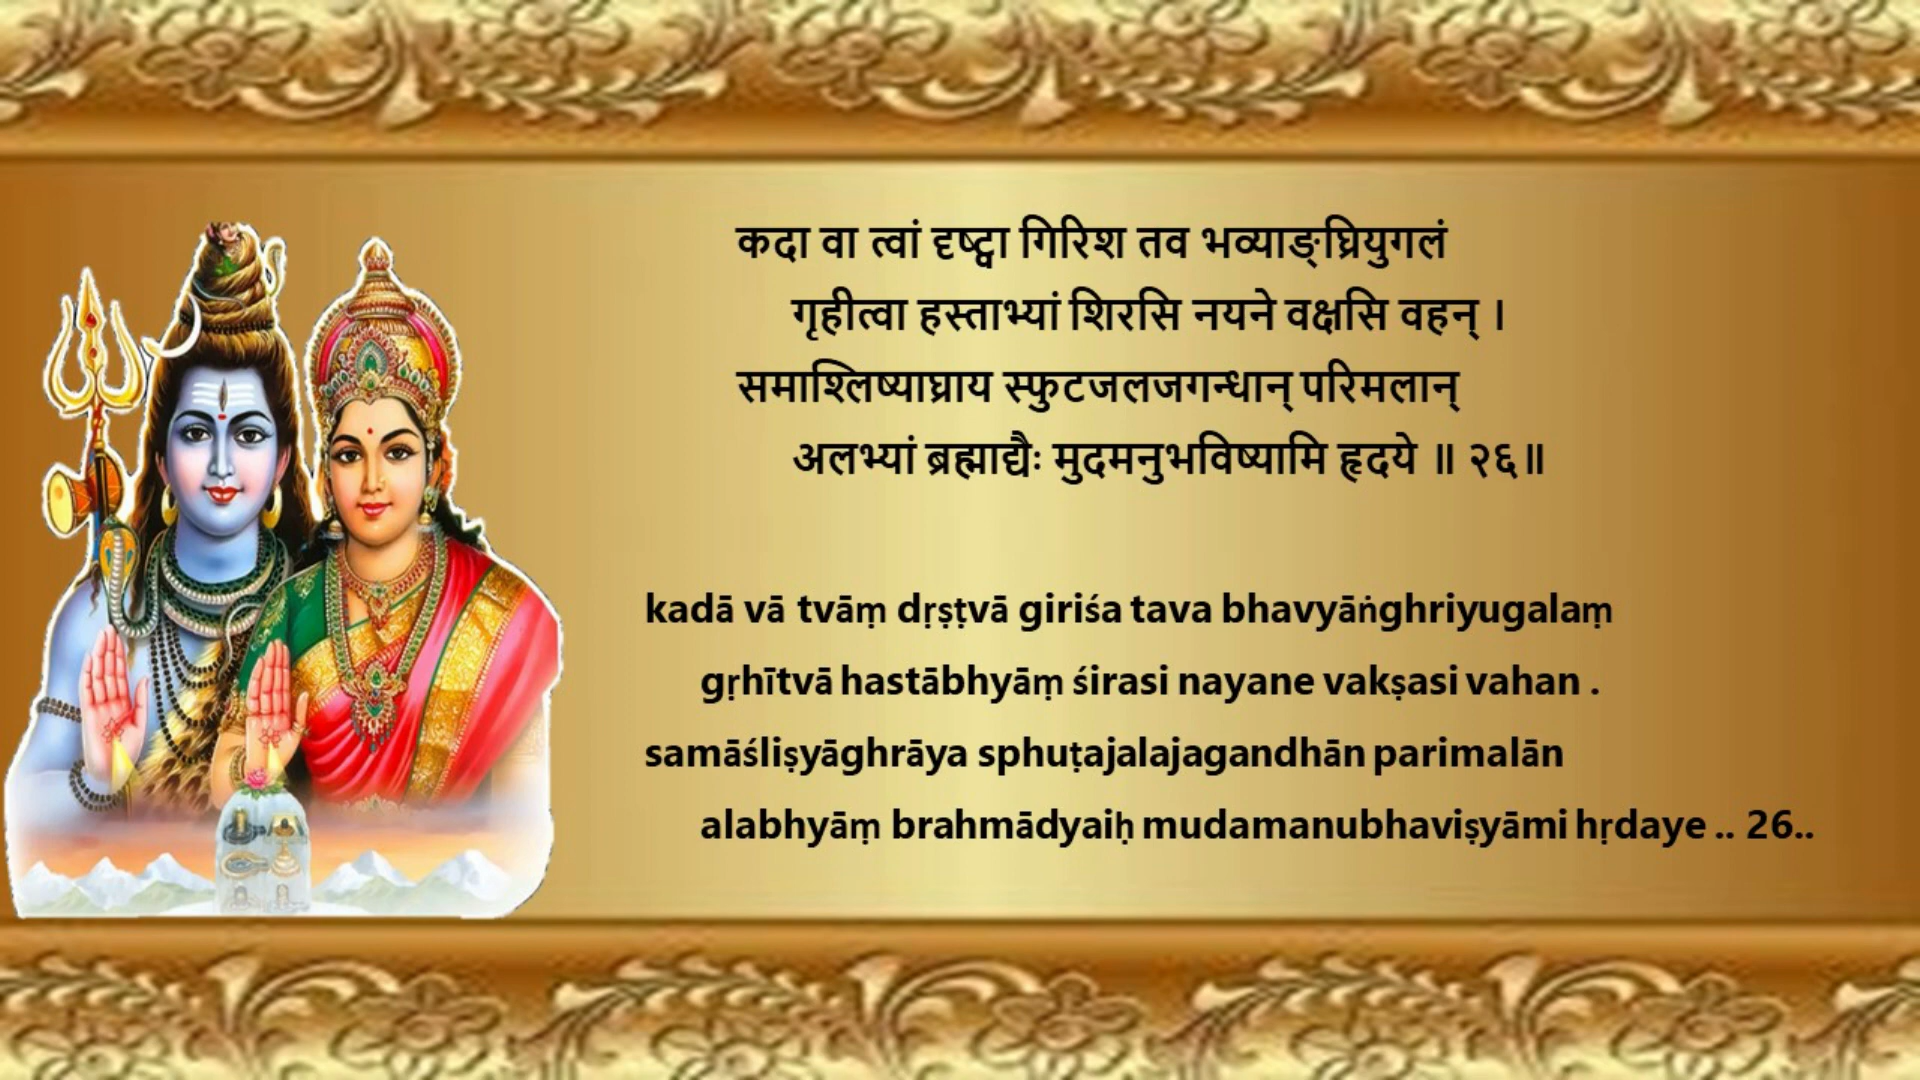 कदा वा त्वां दृष्ट्वा गिरिश तव भव्याङ्घ्रियुगलं
गृहीत्वा हस्ताभ्यां शिरसि नयने वक्षसि वहन् ।
समाश्लिष्याघ्राय स्फुटजलजगन्धान् परिमलान्
अलभ्यां ब्रह्माद्यैः मुदमनुभविष्यामि हृदये ॥ २६॥
kadā vā tvāṃ dṛṣṭvā giriśa tava bhavyāṅghriyugalaṃ
gṛhītvā hastābhyāṃ śirasi nayane vakṣasi vahan .
samāśliṣyāghrāya sphuṭajalajagandhān parimalān
alabhyāṃ brahmādyaiḥ mudamanubhaviṣyāmi hṛdaye .. 26..